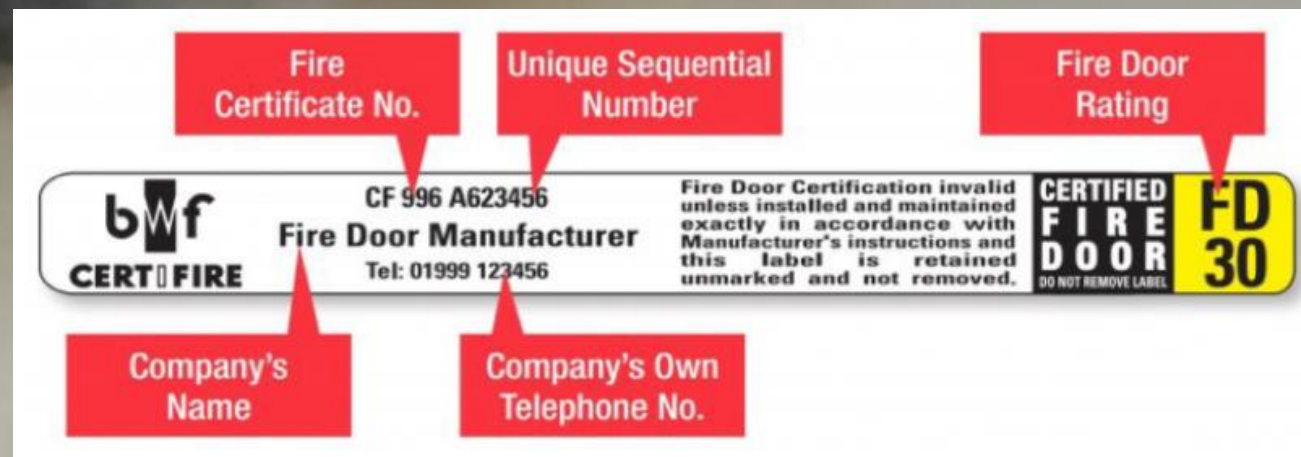 Fire
Certificate No.
Unique Sequential
Number
Fire Door
Rating
bwf
CERTIFIRE
CF 996 A623456
Fire Door Manufacturer
Tel: 01999 123456
Fire Door Certification invalid
unless installed and maintained
exactly in accordance with
Manufacturer's instructions and
this label is retained
unmarked and not removed.
CERTIFIED
FIRE
DOOR
DO NOT REMOVE LABEL
FD
30
Company's
Name
Company's Own
Telephone No.